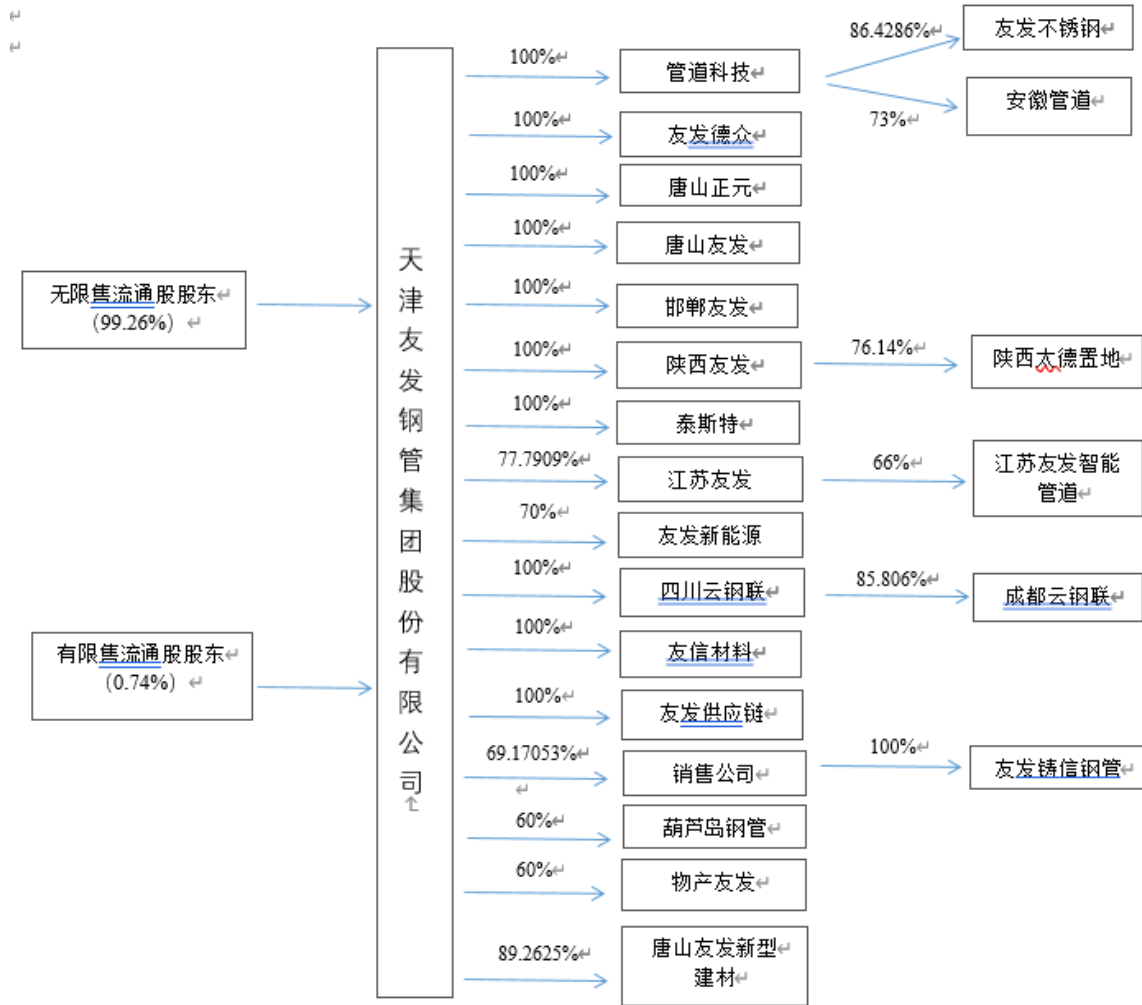 86.4286%
友发不锈钢
100%
管道科技
安徽管道
73%
100%
友发德众
100%
唐山正元
100%
唐山友发
无限售流通股股东
(99.26%)
100%
邯郸友发
100%
陕西友发
76.14%
陕西太德置地
100%
泰斯特
77.7909%
江苏友发
66%
江苏友发智能
管道
70%
友发新能源
100%
四川云钢联
85.806%
成都云钢联
有限售流通股股东
(0.74%)
100%
友信材料
100%
友发供应链
69.17053%
销售公司
100%
友发铸信钢管
60%
葫芦岛钢管
60%
物产友发
89.2625%
唐山友发新型
建材
天津友发钢管集团股份有限公司